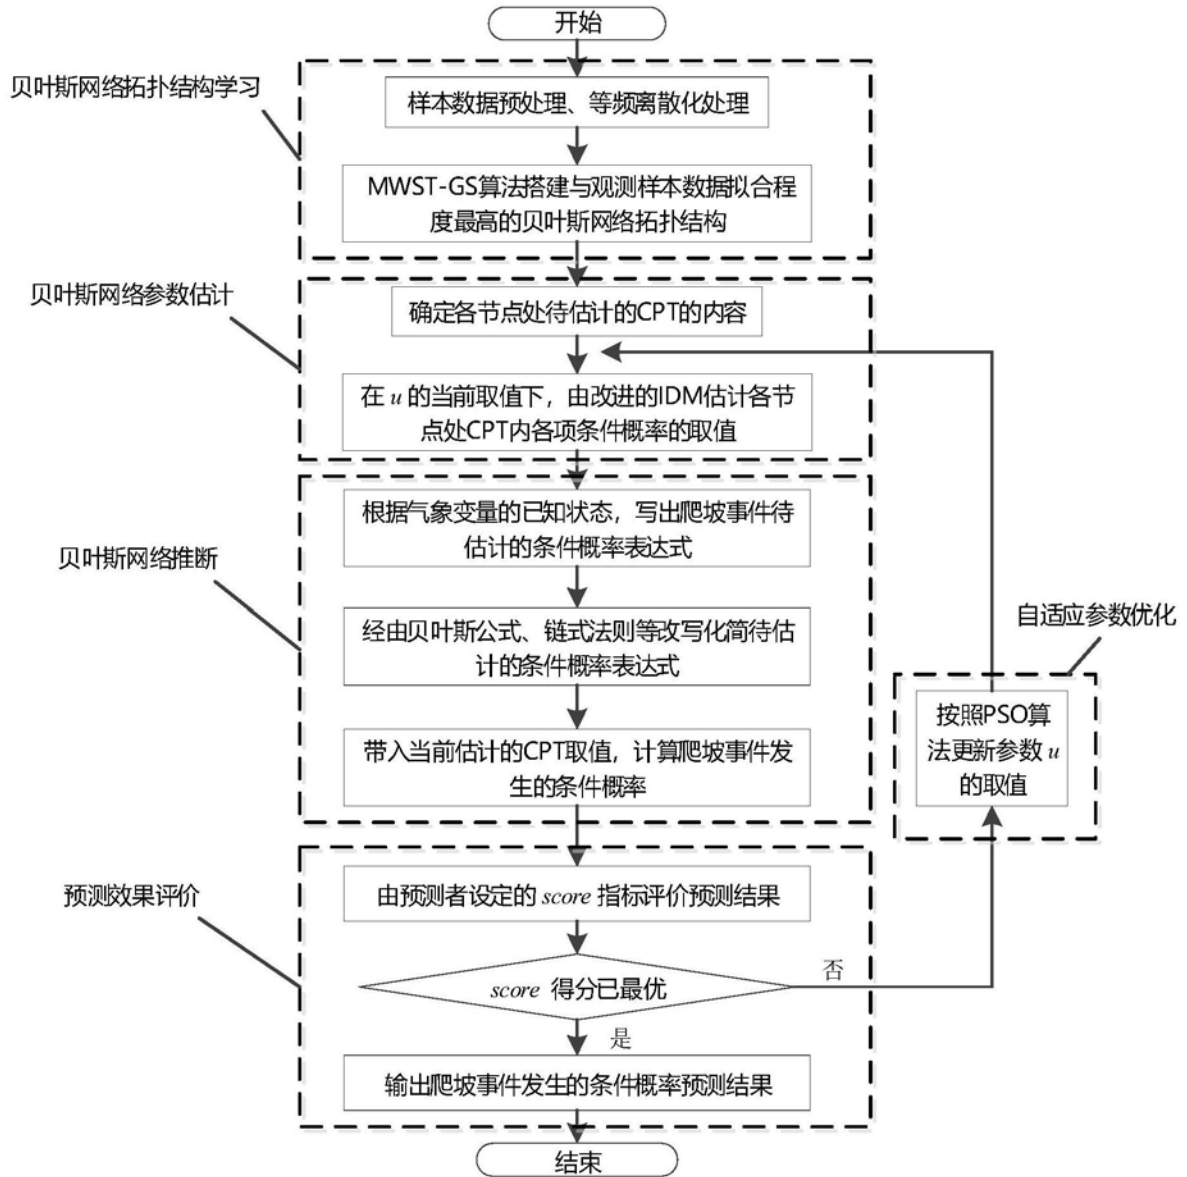 开始
贝叶斯网络拓扑结构学习
样本数据预处理、等频离散化处理
MWST-GS算法搭建与观测样本数据拟合程
度最高的贝叶斯网络拓扑结构
贝叶斯网络参数估计
确定各节点处待估计的CPT的内容
在 u 的当前取值下，由改进的IDM估计各节
点处CPT内各项条件概率的取值
贝叶斯网络推断
根据气象变量的已知状态，写出爬坡事件待
估计的条件概率表达式
经由贝叶斯公式、链式法则等改写化简待估
计的条件概率表达式
自适应参数优化
按照PSO算
法更新参数 u
的取值
带入当前估计的CPT取值，计算爬坡事件发
生的条件概率
预测效果评价
由预测者设定的 score 指标评价预测结果
score 得分已最优
否
是
输出爬坡事件发生的条件概率预测结果
结束